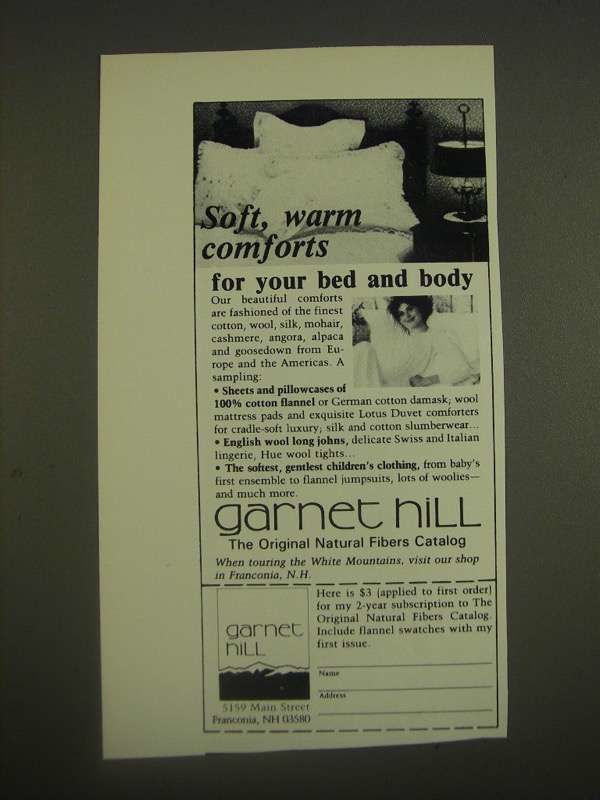 Soft, warm
comforts
for your bed and body
Our beautiful comforts
are fashioned of the finest
cotton, wool, silk, mohair,
cashmere, angora, alpaca
and goosedown from Eu-
rope and the Americas. A
sampling:
• Sheets and pillowcases of
100% cotton flannel or German cotton damask; wool
mattress pads and exquisite Lotus Duvet comforters
for cradle-soft luxury; silk and cotton slumberwear...
• English wool long johns, delicate Swiss and Italian
lingerie, Hue wool tights...
• The softest, gentlest children's clothing, from baby's
first ensemble to flannel jumpsuits, lots of woolies—
and much more.
garnet hill
The Original Natural Fibers Catalog
When touring the White Mountains, visit our shop
in Franconia, N.H.
garnet
hill
5159 Main Street
Franconia, NH 03580
Here is $3 (applied to first order)
for my 2-year subscription to The
Original Natural Fibers Catalog.
Include flannel swatches with my
first issue.
Name
Address